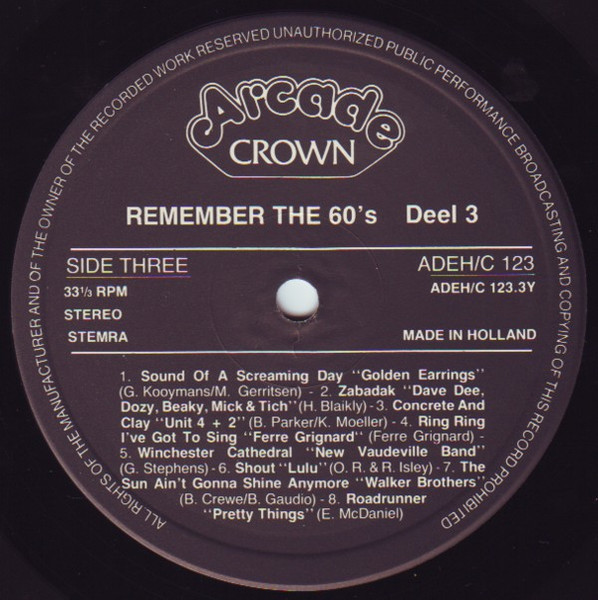 ALL RIGHTS OF THE MANUFACTURER AND OF THE OWNER OF THE RECORDED WORK RESERVED UNAUTHORIZED PUBLIC PERFORMANCE BROADCASTING AND COPYING OF THIS RECORD PROHIBITED
Arcade
CROWN
REMEMBER THE 60's Deel 3
SIDE THREE ADEH/C 123
33 1/3 RPM ADEH/C 123.3Y
STEREO
STEMRA MADE IN HOLLAND
1. Sound Of A Screaming Day "Golden Earrings"
(G. Kooymans/M. Gerritsen) - 2. Zabadak "Dave Dee,
Dozy, Beaky, Mick & Tich" (H. Blaikly) - 3. Concrete And
Clay "Unit 4 + 2" (B. Parker/K. Moeller) - 4. Ring Ring
I've Got To Sing "Ferre Grignard" (Ferre Grignard) -
5. Winchester Cathedral "New Vaudeville Band"
(G. Stephens) - 6. Shout "Lulu" (O. R. & R. Isley) - 7. The
Sun Ain't Gonna Shine Anymore "Walker Brothers"
(B. Crewe/B. Gaudio) - 8. Roadrunner
"Pretty Things" (E. McDaniel)